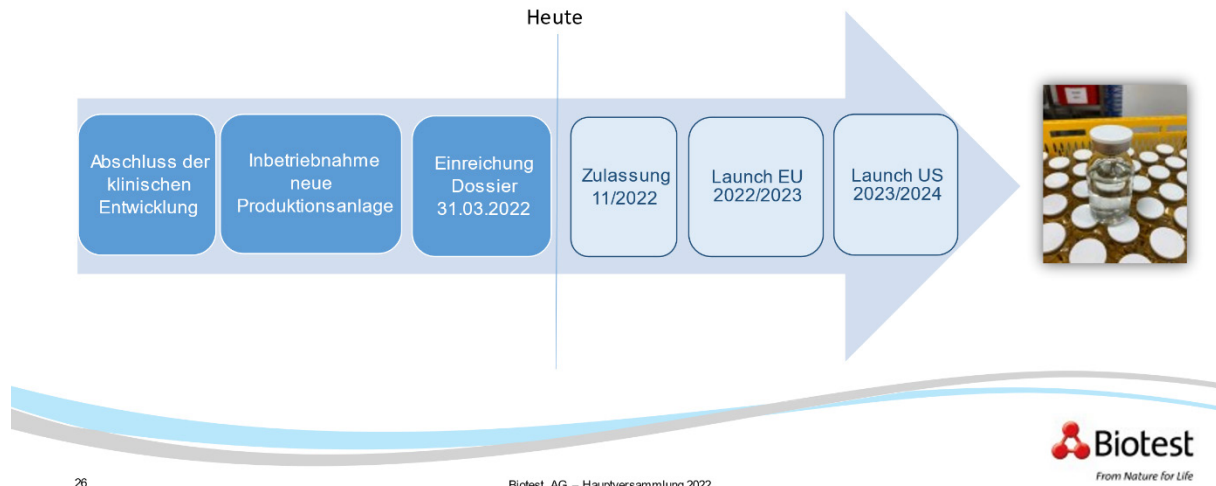 Heute
Abschluss der
klinischen
Entwicklung
Inbetriebnahme
neue
Produktionsanlage
Einreichung
Dossier
31.03.2022
Zulassung
11/2022
Launch EU
2022/2023
Launch US
2023/2024
Biotest
From Nature for Life
26
Biotest AG – Hauptversammlung 2022